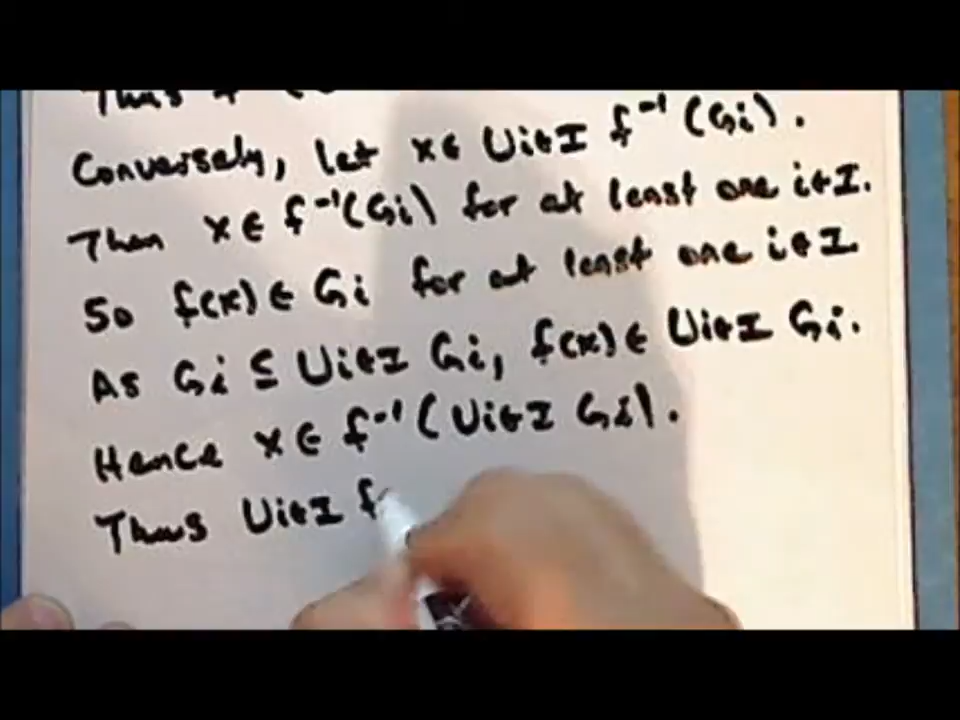 Thus f
Conversely, let x ∈ ∪i∈I f⁻¹(Gi).
Then x ∈ f⁻¹(Gi) for at least one i∈I.
So f(x) ∈ Gi for at least one i∈I.
As Gi ⊆ ∪i∈I Gi, f(x) ∈ ∪i∈I Gi.
Hence x ∈ f⁻¹(∪i∈I Gi).
Thus ∪i∈I f